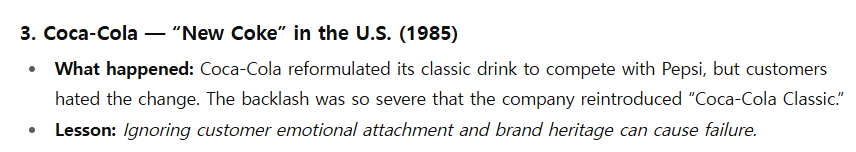 3. Coca-Cola — “New Coke” in the U.S. (1985)
• What happened: Coca-Cola reformulated its classic drink to compete with Pepsi, but customers
hated the change. The backlash was so severe that the company reintroduced “Coca-Cola Classic.”
• Lesson: Ignoring customer emotional attachment and brand heritage can cause failure.